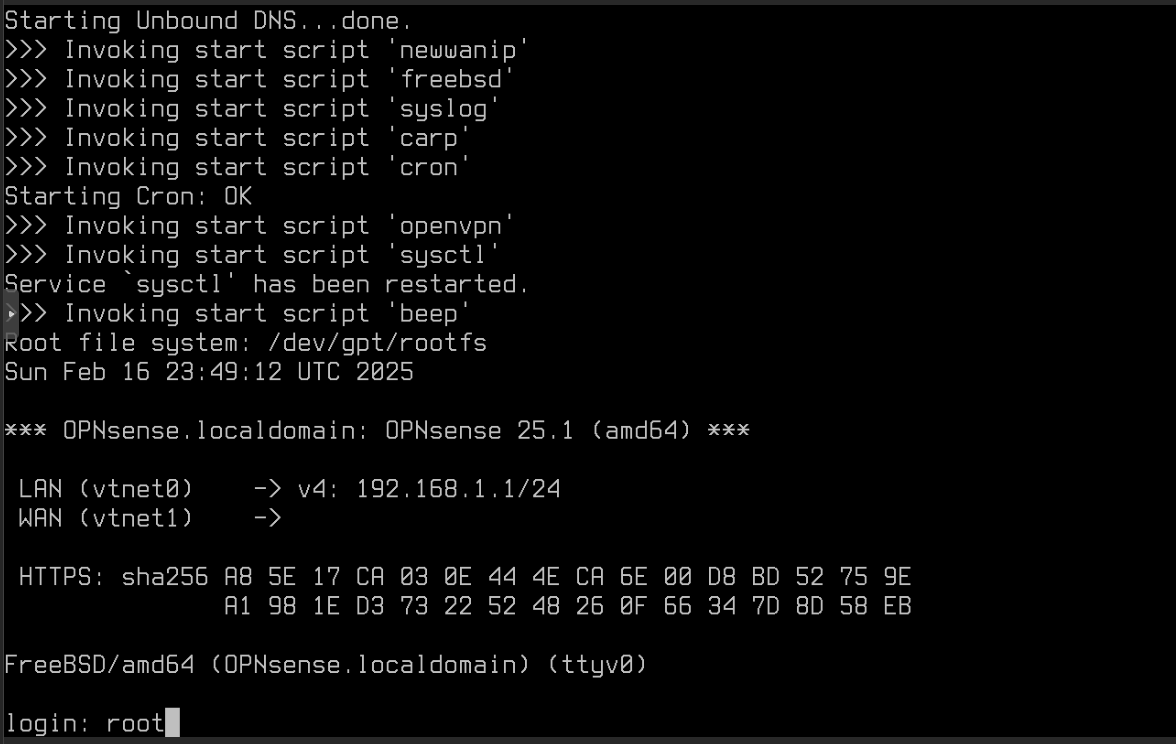 Starting Unbound DNS...done.
>>> Invoking start script 'newwanip'
>>> Invoking start script 'freebsd'
>>> Invoking start script 'syslog'
>>> Invoking start script 'carp'
>>> Invoking start script 'cron'
Starting Cron: OK
>>> Invoking start script 'openvpn'
>>> Invoking start script 'sysctl'
Service `sysctl' has been restarted.
>>> Invoking start script 'beep'
Root file system: /dev/gpt/rootfs
Sun Feb 16 23:49:12 UTC 2025

*** OPNsense.localdomain: OPNsense 25.1 (amd64) ***

 LAN (vtnet0)    -> v4: 192.168.1.1/24
 WAN (vtnet1)    ->

 HTTPS: sha256 A8 5E 17 CA 03 0E 44 4E CA 6E 00 D8 BD 52 75 9E
               A1 98 1E D3 73 22 52 48 26 0F 66 34 7D 8D 58 EB

FreeBSD/amd64 (OPNsense.localdomain) (ttyv0)

login: root